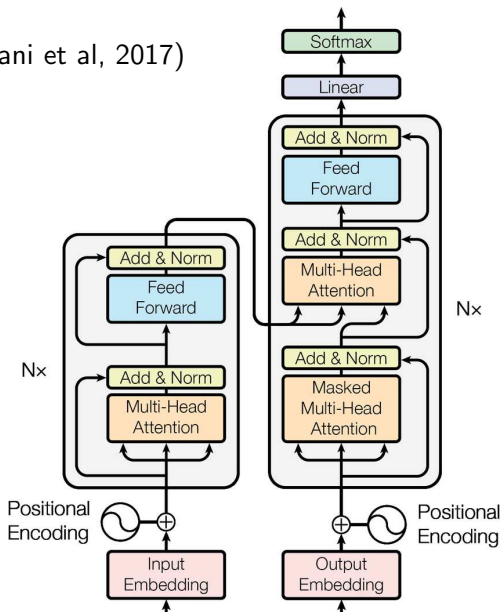 ani et al, 2017)
Softmax
Linear
Add & Norm
Feed
Forward
Add & Norm
Multi-Head
Attention
Add & Norm
Masked
Multi-Head
Attention
N×
Positional
Encoding
Output
Embedding
Add & Norm
Feed
Forward
Add & Norm
Multi-Head
Attention
N×
Positional
Encoding
Input
Embedding